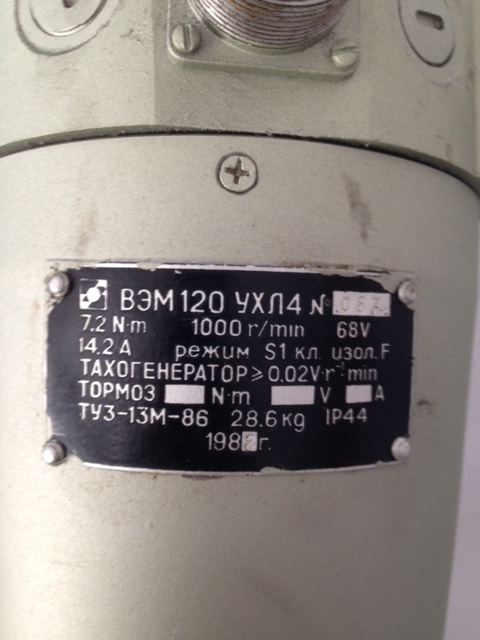 ВЭМ 120 УХЛ4 №
7.2 N·m 1000 r/min 68V
14.2 A режим S1 кл. изол. F
ТАХОГЕНЕРАТОР ≥ 0.02V·r⁻¹·min
ТОРМОЗ N·m V A
ТУ3-13М-86 28.6 kg IP44